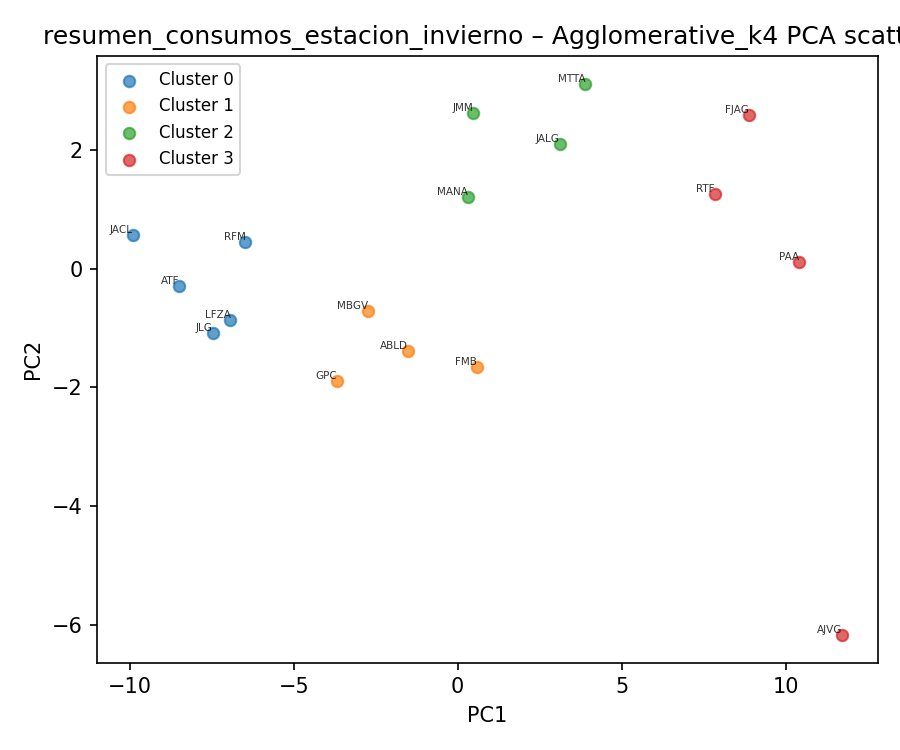 resumen_consumos_estacion_invierno – Agglomerative_k4 PCA scatt
Cluster 0
Cluster 1
Cluster 2
Cluster 3
MTTA
JMM
FJAG
JALG
MANA
RTF
JACL
RFM
PAA
ATF
LFZA
JLG
MBGV
ABLD
FMB
GPC
AJVG
2
0
−2
−4
−6
PC2
−10
−5
0
5
10
PC1